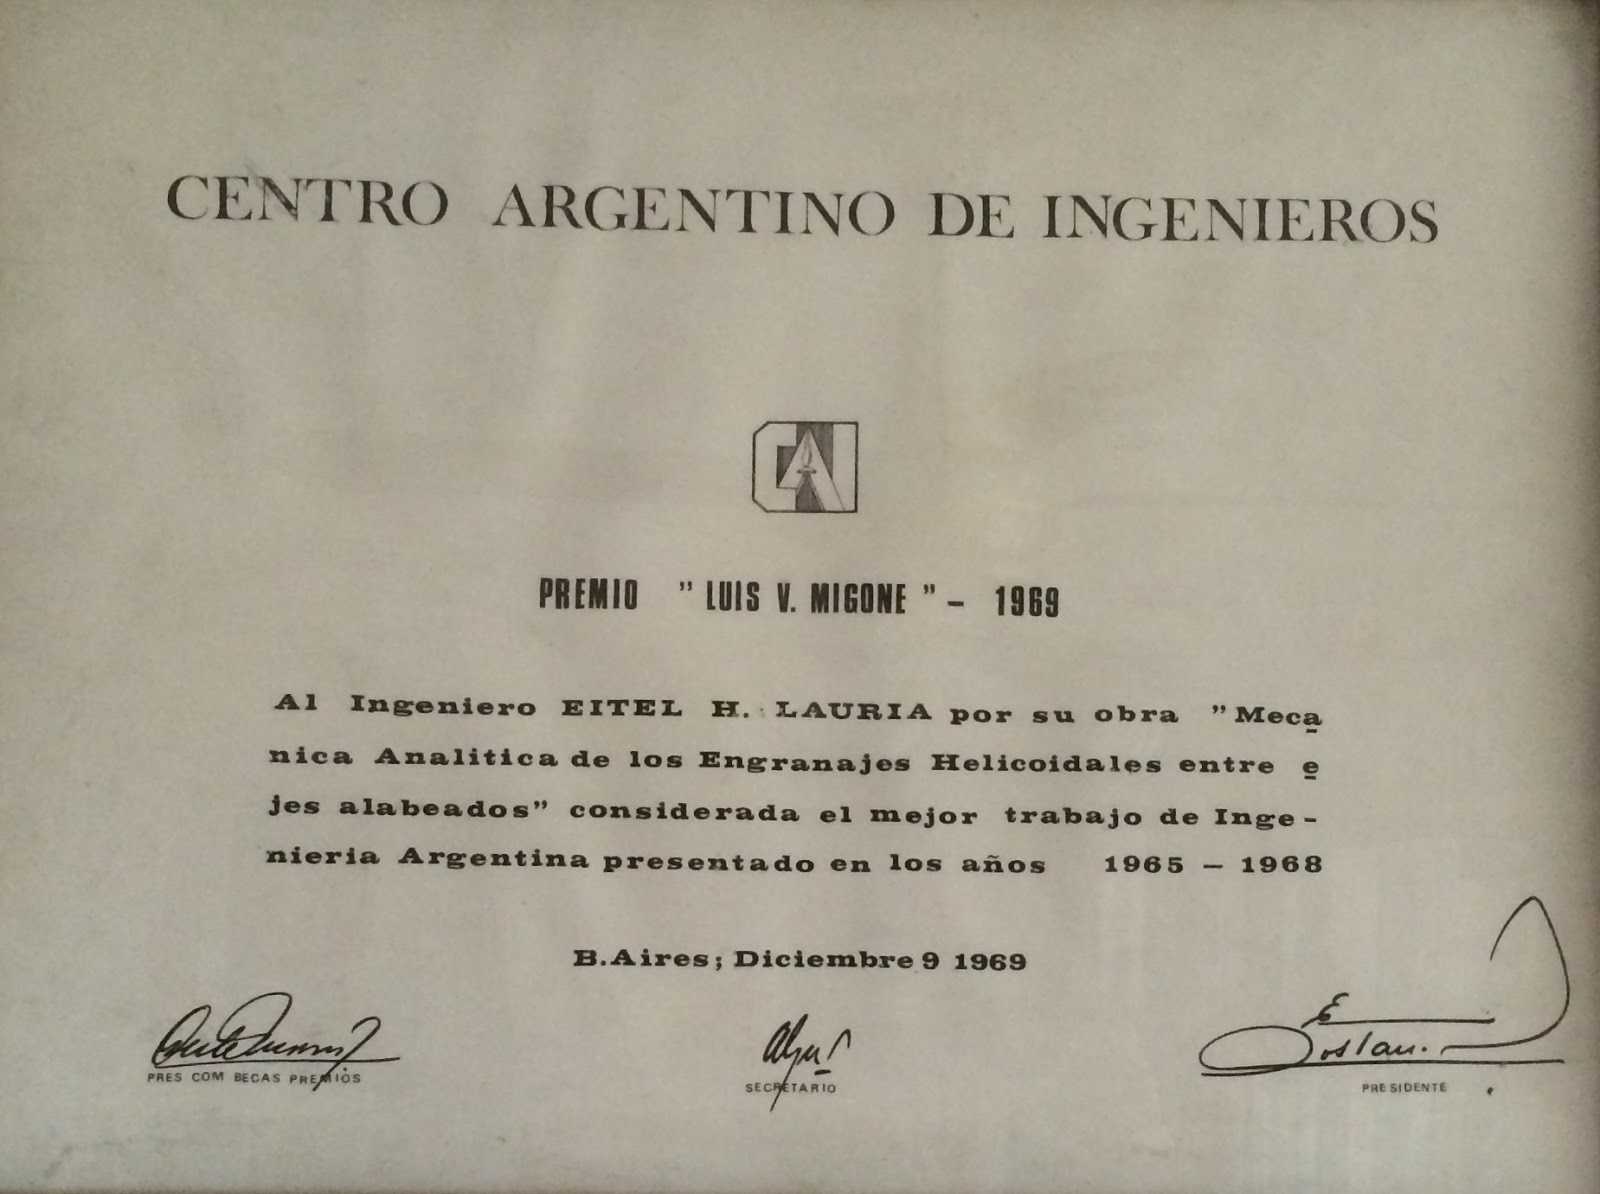 CENTRO ARGENTINO DE INGENIEROS
CAI
PREMIO " LUIS V. MIGONE " - 1969
Al Ingeniero EITEL H. LAURIA por su obra "Meca
nica Analitica de los Engranajes Helicoidales entre e
jes alabeados" considerada el mejor trabajo de Inge-
nieria Argentina presentado en los años 1965 - 1968
B.Aires; Diciembre 9 1969
PRES COM BECAS PREMIOS
SECRETARIO
PRESIDENTE